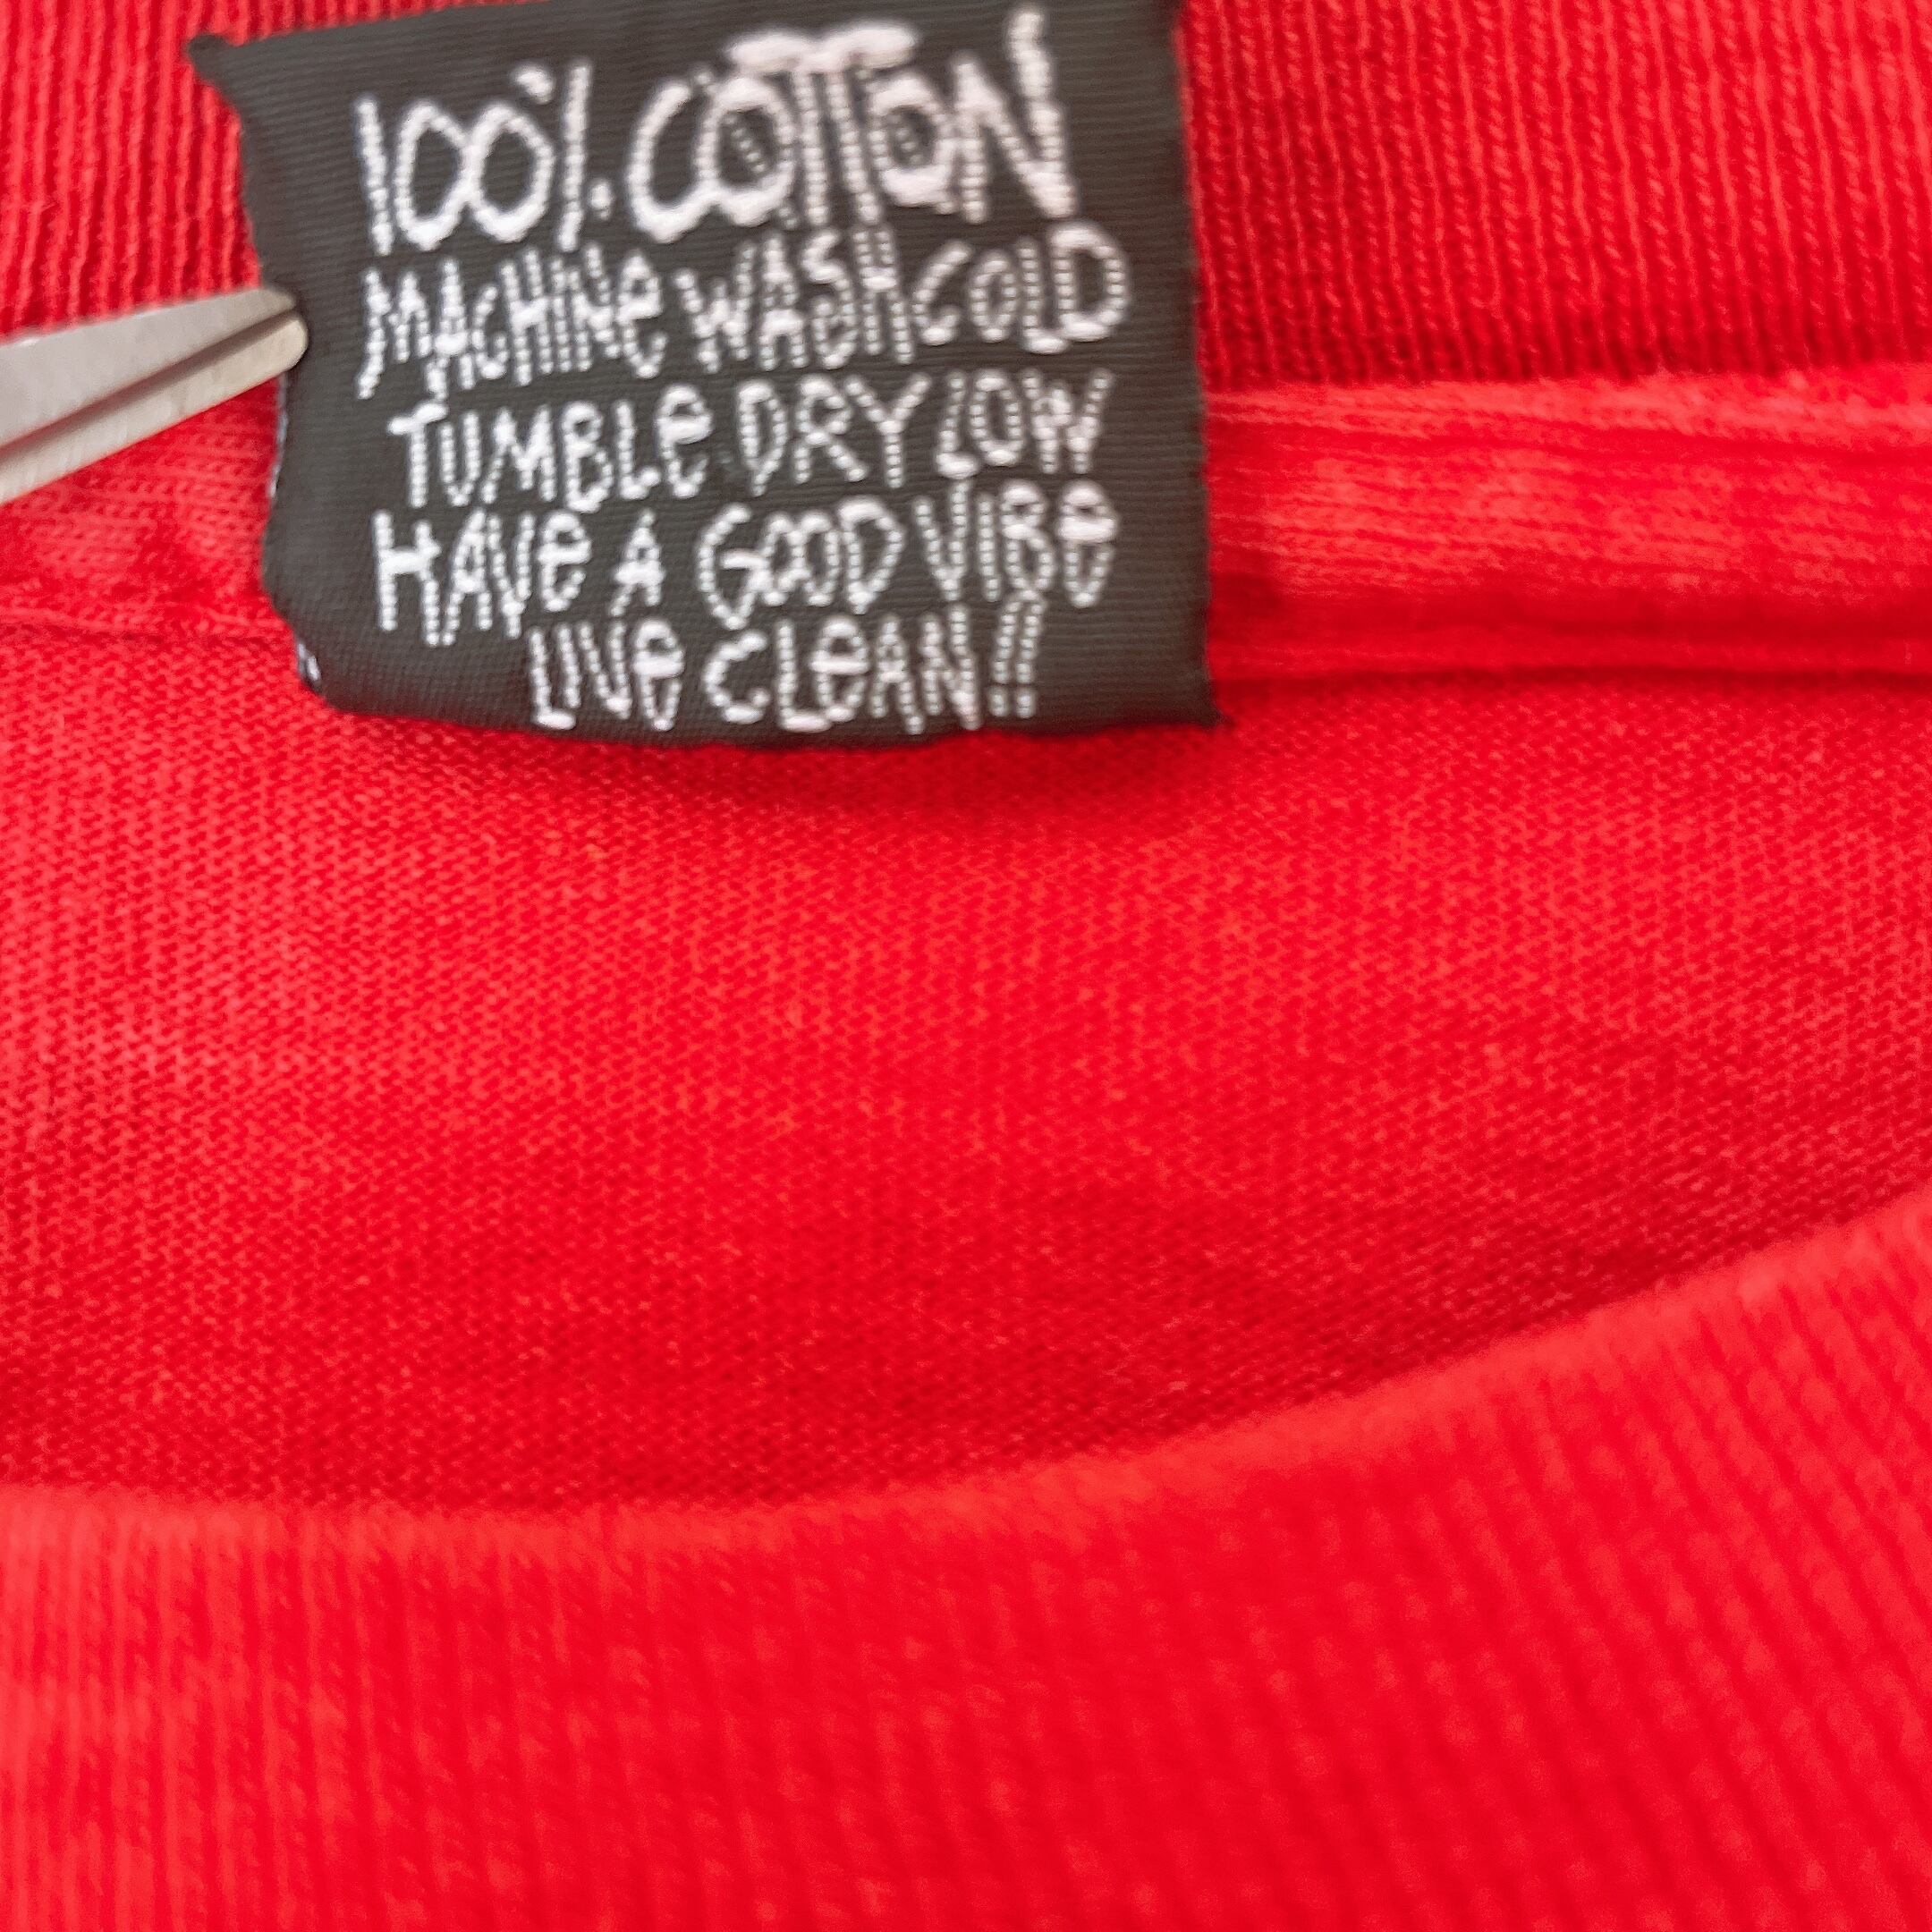 100% COTTON
MACHINe WASH COLD
TUMBLe DRY LOW
HAVe A GOOD VIBe
LIVe CLeAN!!